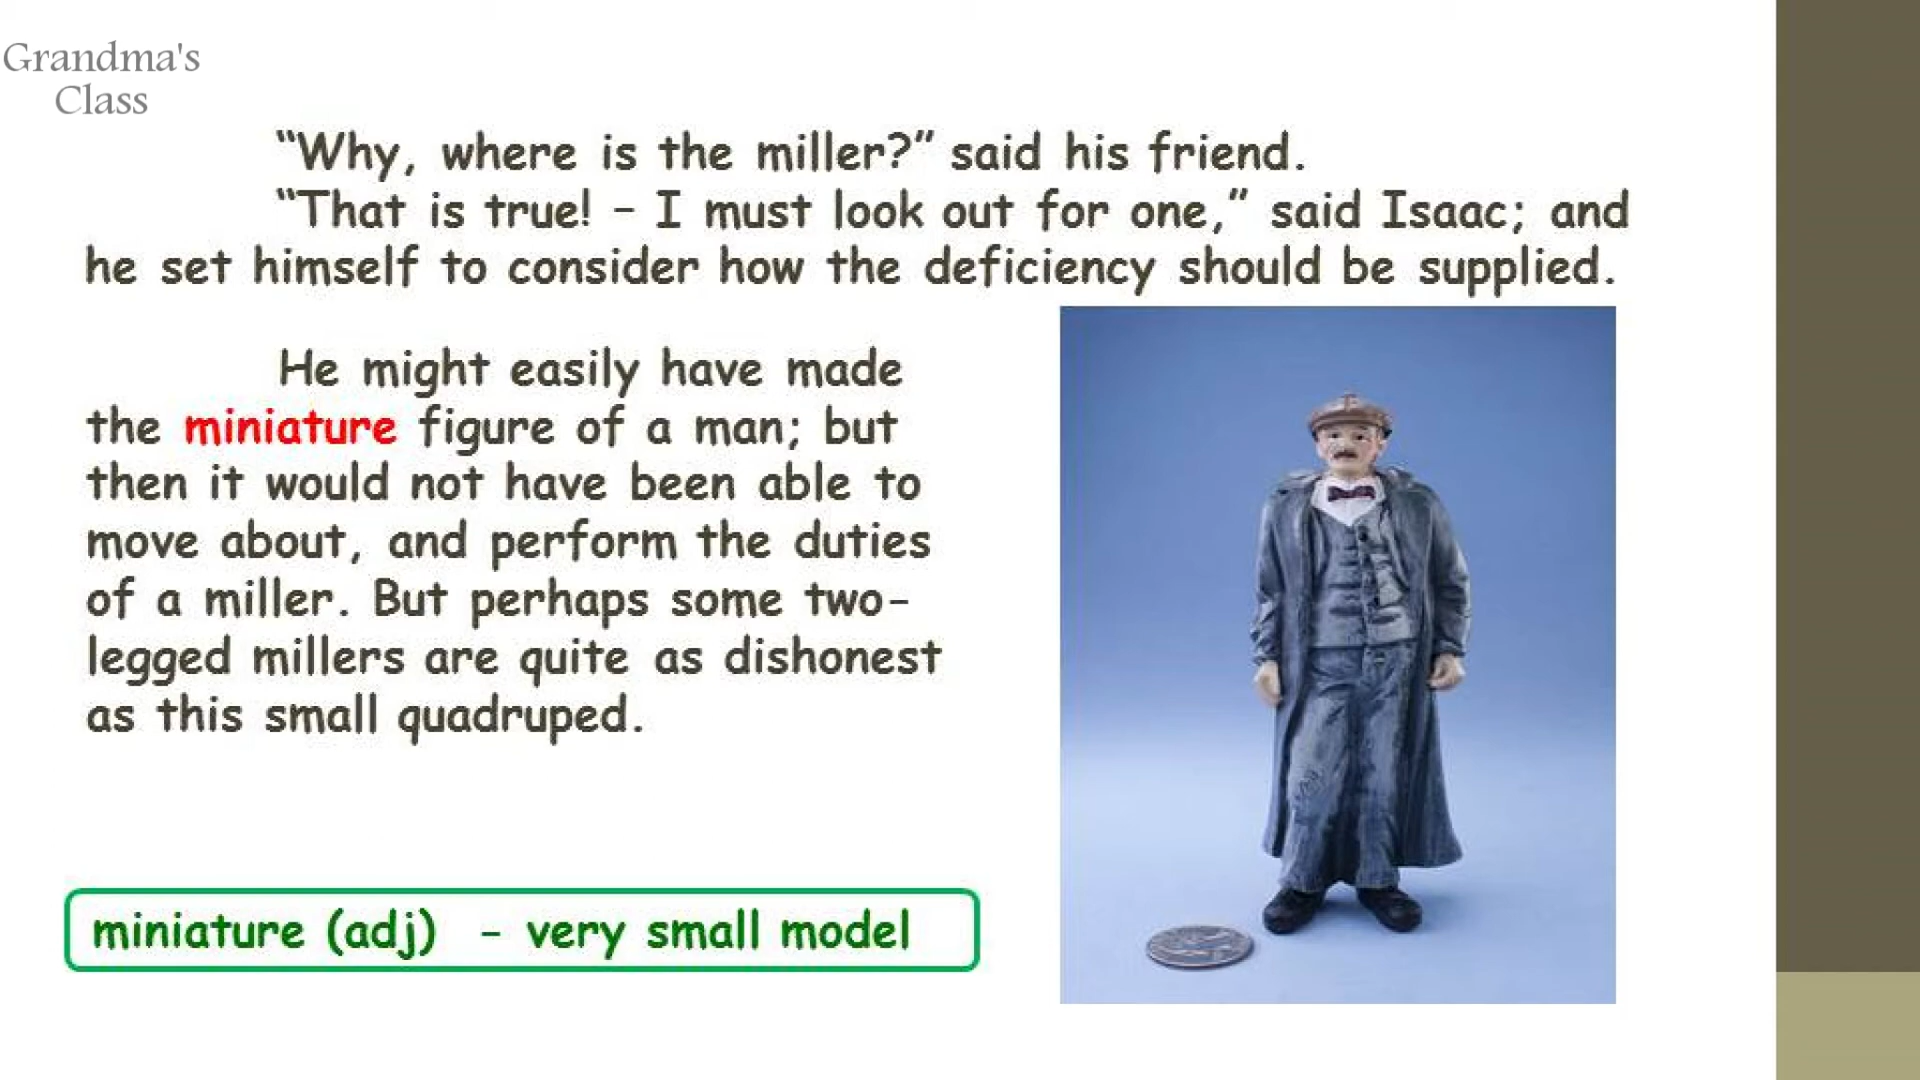 Grandma's
Class
“Why, where is the miller?” said his friend.
“That is true! – I must look out for one,” said Isaac; and
he set himself to consider how the deficiency should be supplied.
He might easily have made
the miniature figure of a man; but
then it would not have been able to
move about, and perform the duties
of a miller. But perhaps some two-
legged millers are quite as dishonest
as this small quadruped.
miniature (adj) - very small model